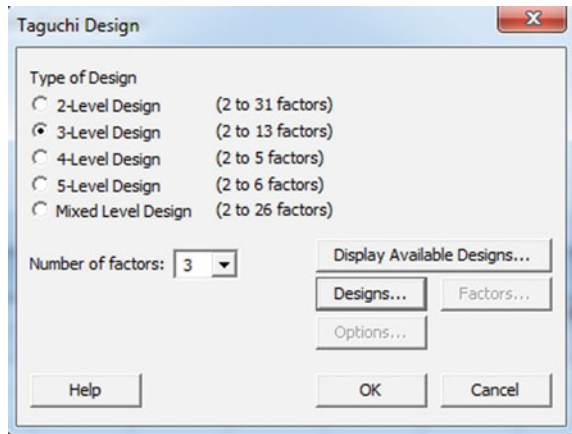 Taguchi Design
Type of Design
2-Level Design (2 to 31 factors)
3-Level Design (2 to 13 factors)
4-Level Design (2 to 5 factors)
5-Level Design (2 to 6 factors)
Mixed Level Design (2 to 26 factors)
Number of factors: 3
Display Available Designs...
Designs... Factors...
Options...
Help OK Cancel